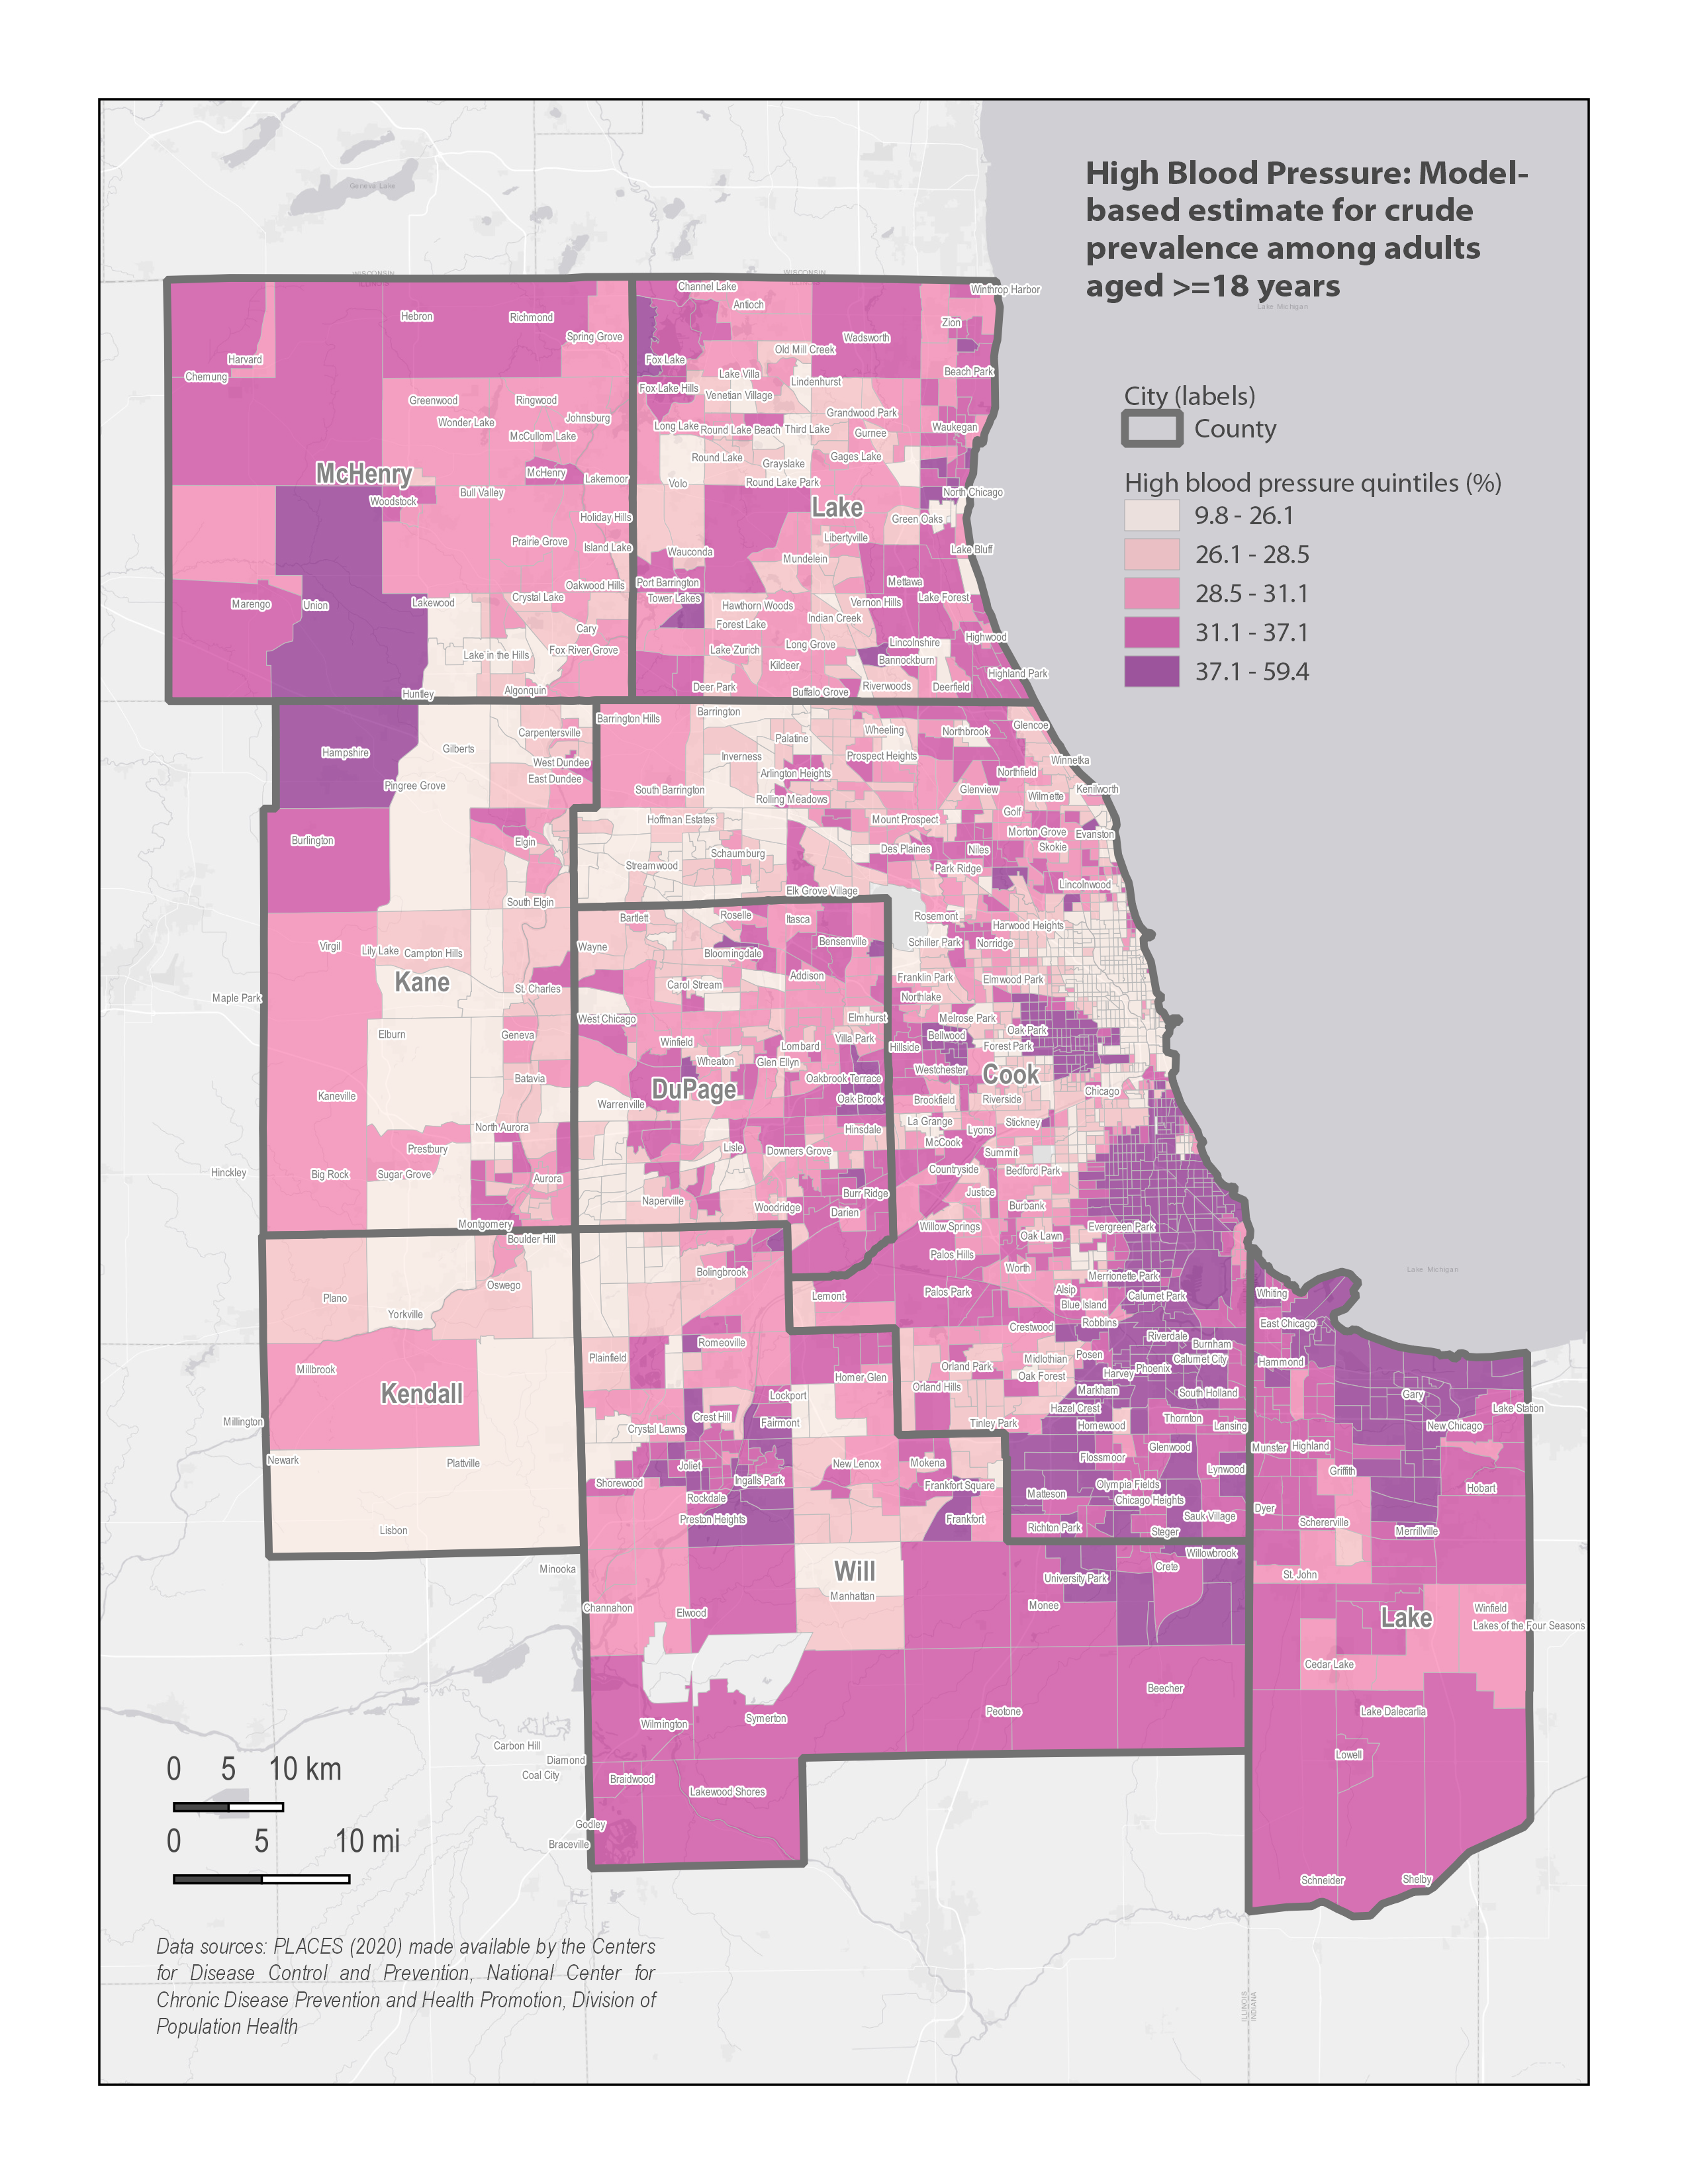 High Blood Pressure: Model-
based estimate for crude
prevalence among adults
aged >=18 years
City (labels)
County
High blood pressure quintiles (%)
9.8 - 26.1
26.1 - 28.5
28.5 - 31.1
31.1 - 37.1
37.1 - 59.4
Geneva Lake
WISCONSIN
ILLINOIS
WISCONSIN
Lake Michigan
Channel Lake
Winthrop Harbor
Antioch
Hebron
Richmond
Zion
Spring Grove
Wadsworth
Old Mill Creek
Harvard
Fox Lake
Chemung
Lake Villa
Beach Park
Lindenhurst
Fox Lake Hills
Venetian Village
Greenwood
Ringwood
Grandwood Park
Johnsburg
Wonder Lake
Long Lake
Round Lake Beach
Third Lake
Waukegan
Gurnee
McCullom Lake
Round Lake
Gages Lake
Grayslake
McHenry
McHenry
Lakemoor
Volo
Round Lake Park
Bull Valley
North Chicago
Woodstock
Lake
Holiday Hills
Green Oaks
Libertyville
Prairie Grove
Island Lake
Wauconda
Lake Bluff
Mundelein
Oakwood Hills
Port Barrington
Mettawa
Crystal Lake
Tower Lakes
Lake Forest
Marengo
Union
Lakewood
Hawthorn Woods
Vernon Hills
Indian Creek
Forest Lake
Cary
Highwood
Lincolnshire
Long Grove
Fox River Grove
Lake Zurich
Lake in the Hills
Bannockburn
Kildeer
Highland Park
Deer Park
Riverwoods
Deerfield
Algonquin
Huntley
Buffalo Grove
Barrington
Barrington Hills
Glencoe
Wheeling
Northbrook
Carpentersville
Palatine
Gilberts
Hampshire
Inverness
Prospect Heights
Winnetka
West Dundee
Arlington Heights
Northfield
East Dundee
Pingree Grove
South Barrington
Glenview
Kenilworth
Wilmette
Rolling Meadows
Golf
Hoffman Estates
Mount Prospect
Morton Grove
Evanston
Burlington
Elgin
Skokie
Des Plaines
Niles
Schaumburg
Streamwood
Park Ridge
Lincolnwood
Elk Grove Village
South Elgin
Bartlett
Roselle
Itasca
Rosemont
Harwood Heights
Virgil
Lily Lake
Campton Hills
Wayne
Bensenville
Schiller Park
Norridge
Bloomingdale
Kane
Addison
Franklin Park
Elmwood Park
St. Charles
Carol Stream
Maple Park
Northlake
West Chicago
Elmhurst
Melrose Park
Oak Park
Elburn
Geneva
Bellwood
Villa Park
Winfield
Hillside
Forest Park
Lombard
Wheaton
Glen Ellyn
Westchester
Cook
Batavia
Oakbrook Terrace
DuPage
Chicago
Kaneville
Oak Brook
Brookfield
Riverside
Warrenville
La Grange
Stickney
North Aurora
Hinsdale
Lyons
McCook
Prestbury
Lisle
Downers Grove
Summit
Hinckley
Big Rock
Sugar Grove
Countryside
Bedford Park
Aurora
Burr Ridge
Justice
Naperville
Woodridge
Burbank
Darien
Montgomery
Willow Springs
Evergreen Park
Boulder Hill
Oak Lawn
Palos Hills
Bolingbrook
Worth
Merrionette Park
Lake Michigan
Oswego
Palos Park
Alsip
Plano
Lemont
Calumet Park
Whiting
Blue Island
Yorkville
Robbins
East Chicago
Crestwood
Riverdale
Romeoville
Burnham
Plainfield
Posen
Midlothian
Calumet City
Hammond
Millbrook
Orland Park
Phoenix
Homer Glen
Oak Forest
Harvey
Kendall
Orland Hills
Markham
South Holland
Gary
Lockport
Hazel Crest
Lake Station
Crest Hill
Millington
Fairmont
Tinley Park
Homewood
Thornton
Lansing
New Chicago
Crystal Lawns
Glenwood
Munster
Highland
Newark
Plattville
Joliet
New Lenox
Mokena
Flossmoor
Griffith
Lynwood
Shorewood
Ingalls Park
Frankfort Square
Olympia Fields
Hobart
Rockdale
Matteson
Chicago Heights
Dyer
Preston Heights
Frankfort
Sauk Village
Schererville
Lisbon
Richton Park
Steger
Merrillville
Willowbrook
Minooka
Will
Crete
St. John
University Park
Manhattan
Channahon
Elwood
Monee
Lake
Winfield
Lakes of the Four Seasons
Cedar Lake
Beecher
Peotone
Lake Dalecarlia
Wilmington
Symerton
Carbon Hill
Lowell
Diamond
Coal City
Braidwood
Lakewood Shores
Godley
Braceville
Schneider
Shelby
0 5 10 km
0 5 10 mi
Data sources: PLACES (2020) made available by the Centers
for Disease Control and Prevention, National Center for
Chronic Disease Prevention and Health Promotion, Division of
Population Health
ILLINOIS
INDIANA